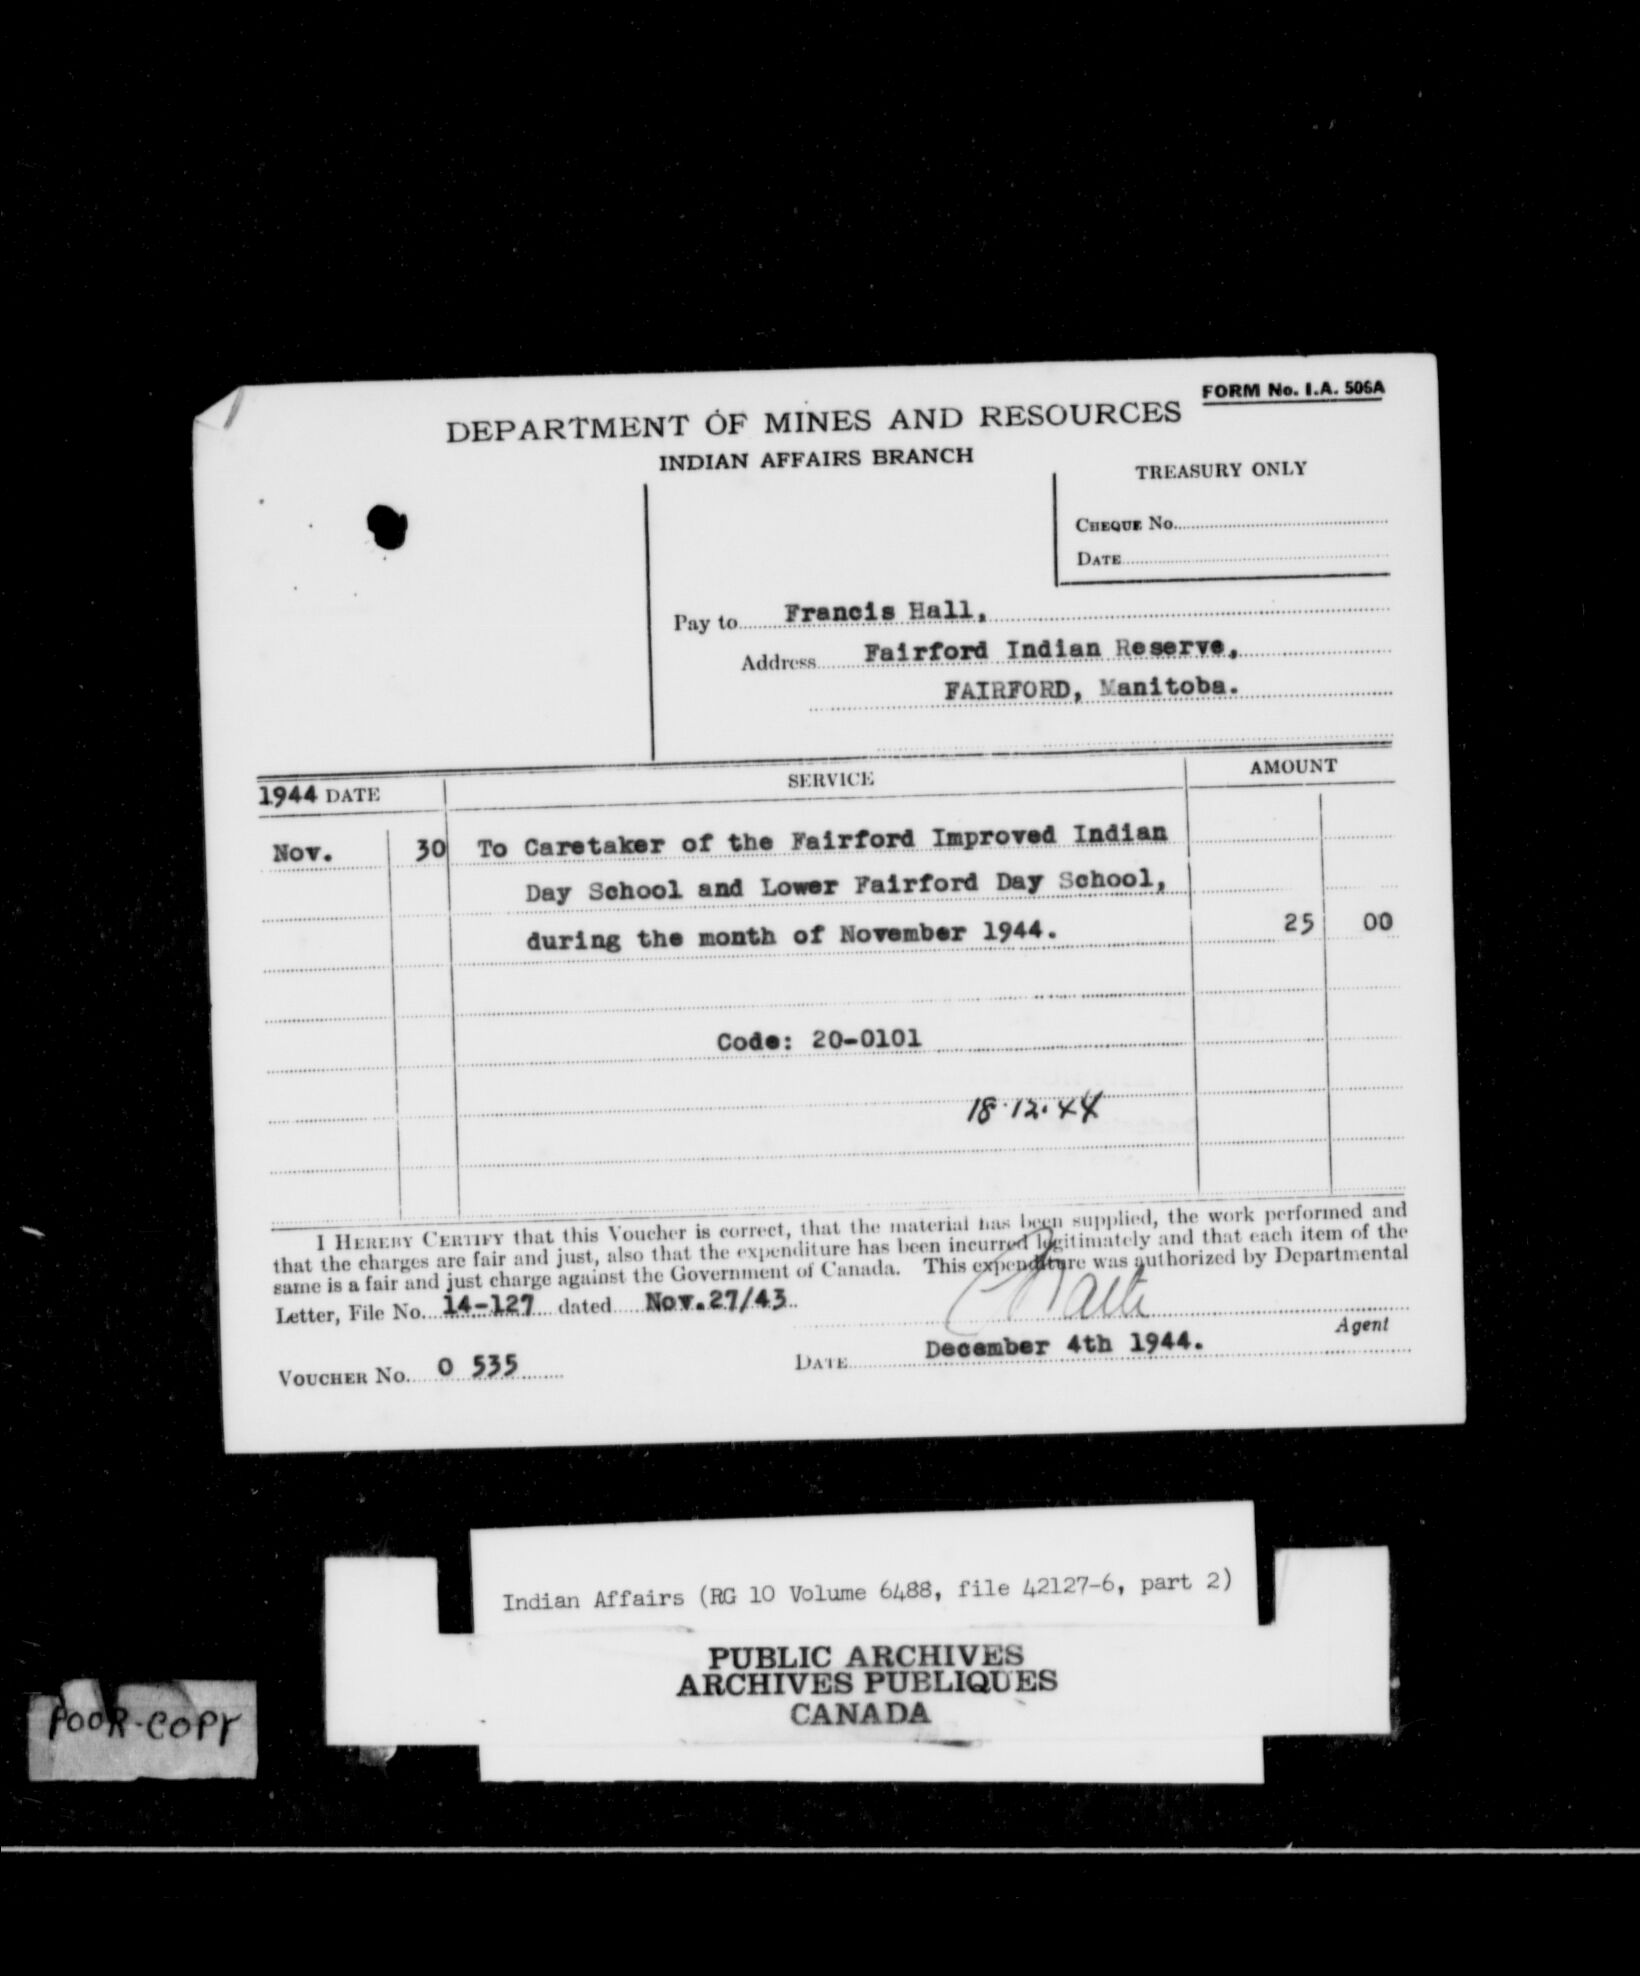 FORM No. I.A. 506A
DEPARTMENT OF MINES AND RESOURCES
INDIAN AFFAIRS BRANCH
TREASURY ONLY
CHEQUE No.
DATE
Pay to Francis Hall,
Address Fairford Indian Reserve,
FAIRFORD, Manitoba.
1944 DATE SERVICE AMOUNT
Nov. 30 To Caretaker of the Fairford Improved Indian
Day School and Lower Fairford Day School,
during the month of November 1944. 25 00
Code: 20-0101
18.12.44
I HEREBY CERTIFY that this Voucher is correct, that the material has been supplied, the work performed and
that the charges are fair and just, also that the expenditure has been incurred legitimately and that each item of the
same is a fair and just charge against the Government of Canada. This expenditure was authorized by Departmental
Letter, File No. 14-127 dated Nov.27/43.
Agent
VOUCHER No. O 535 DATE December 4th 1944.
Indian Affairs (RG 10 Volume 6488, file 42127-6, part 2)
PUBLIC ARCHIVES
ARCHIVES PUBLIQUES
CANADA
POOR-COPY